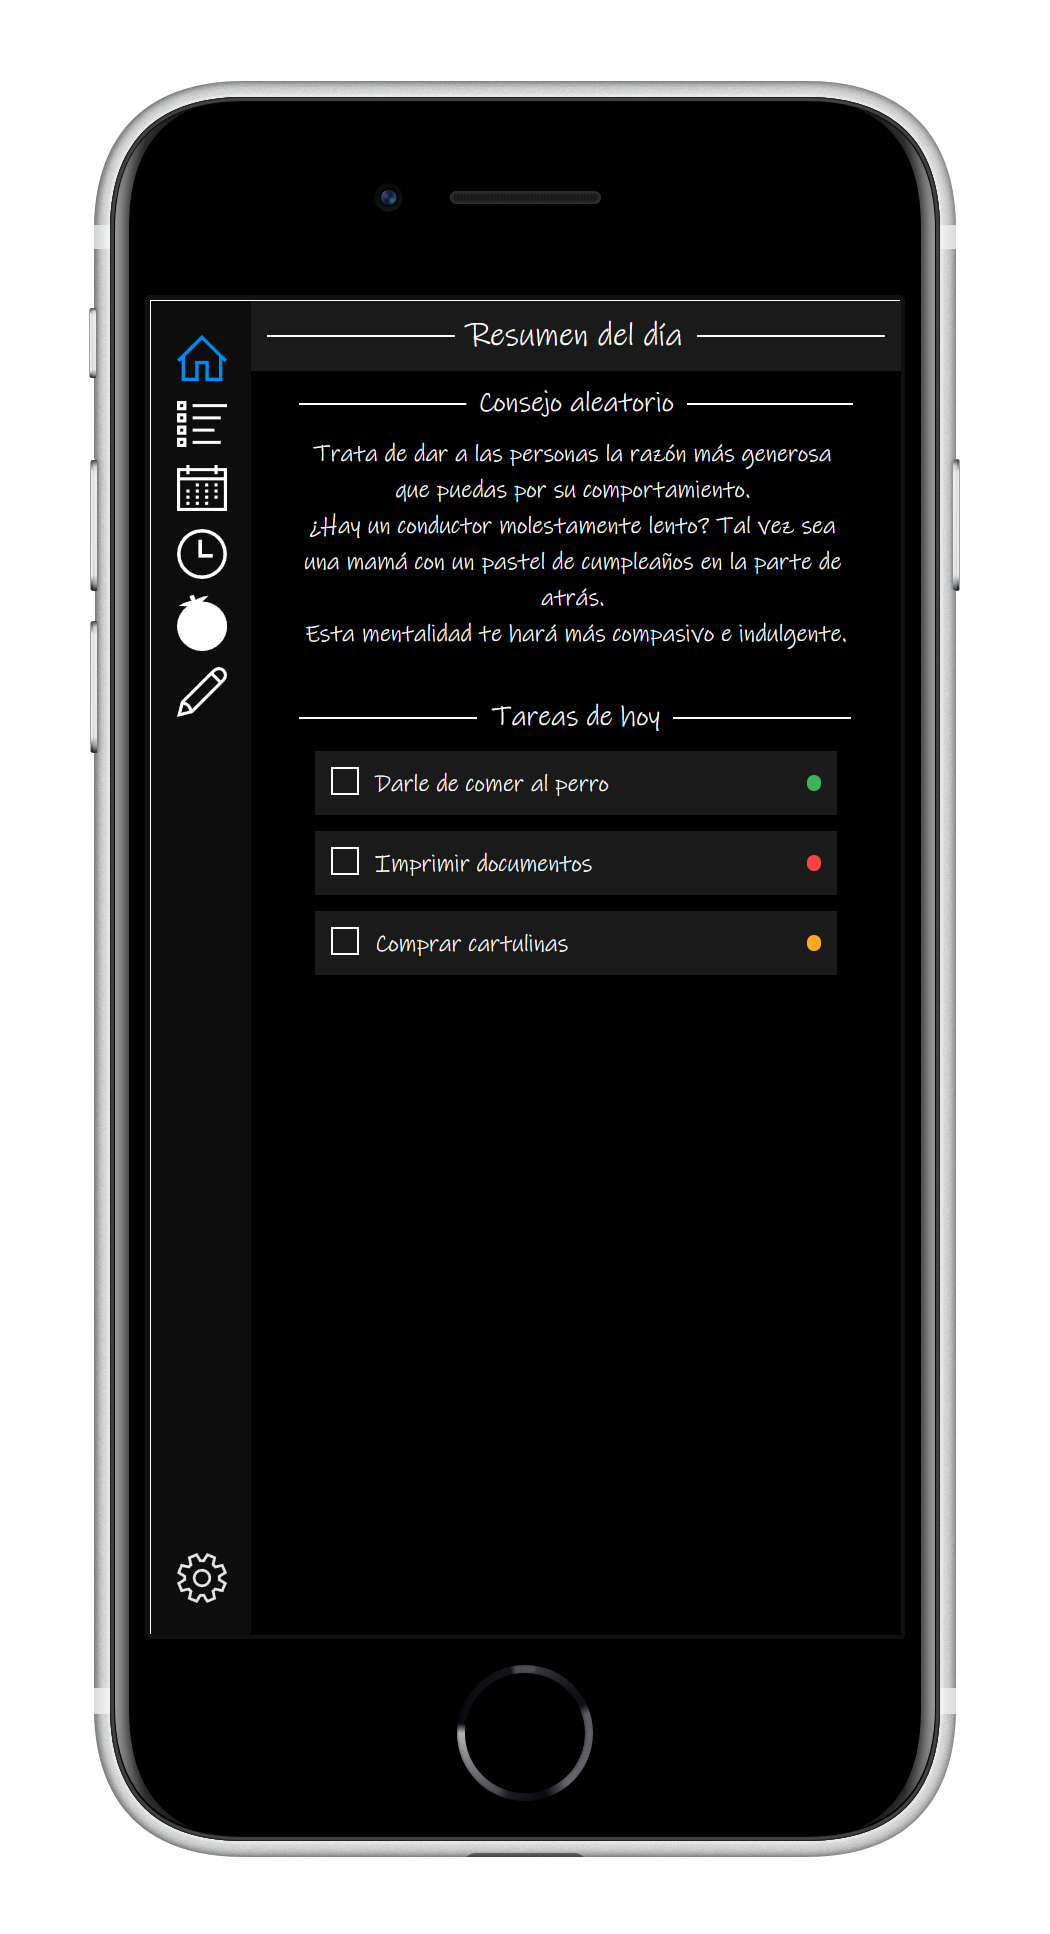 Resumen del día
Consejo aleatorio
Trata de dar a las personas la razón más generosa
que puedas por su comportamiento.
¿Hay un conductor molestamente lento? Tal vez sea
una mamá con un pastel de cumpleaños en la parte de
atrás.
Esta mentalidad te hará más compasivo e indulgente.
Tareas de hoy
Darle de comer al perro
Imprimir documentos
Comprar cartulinas